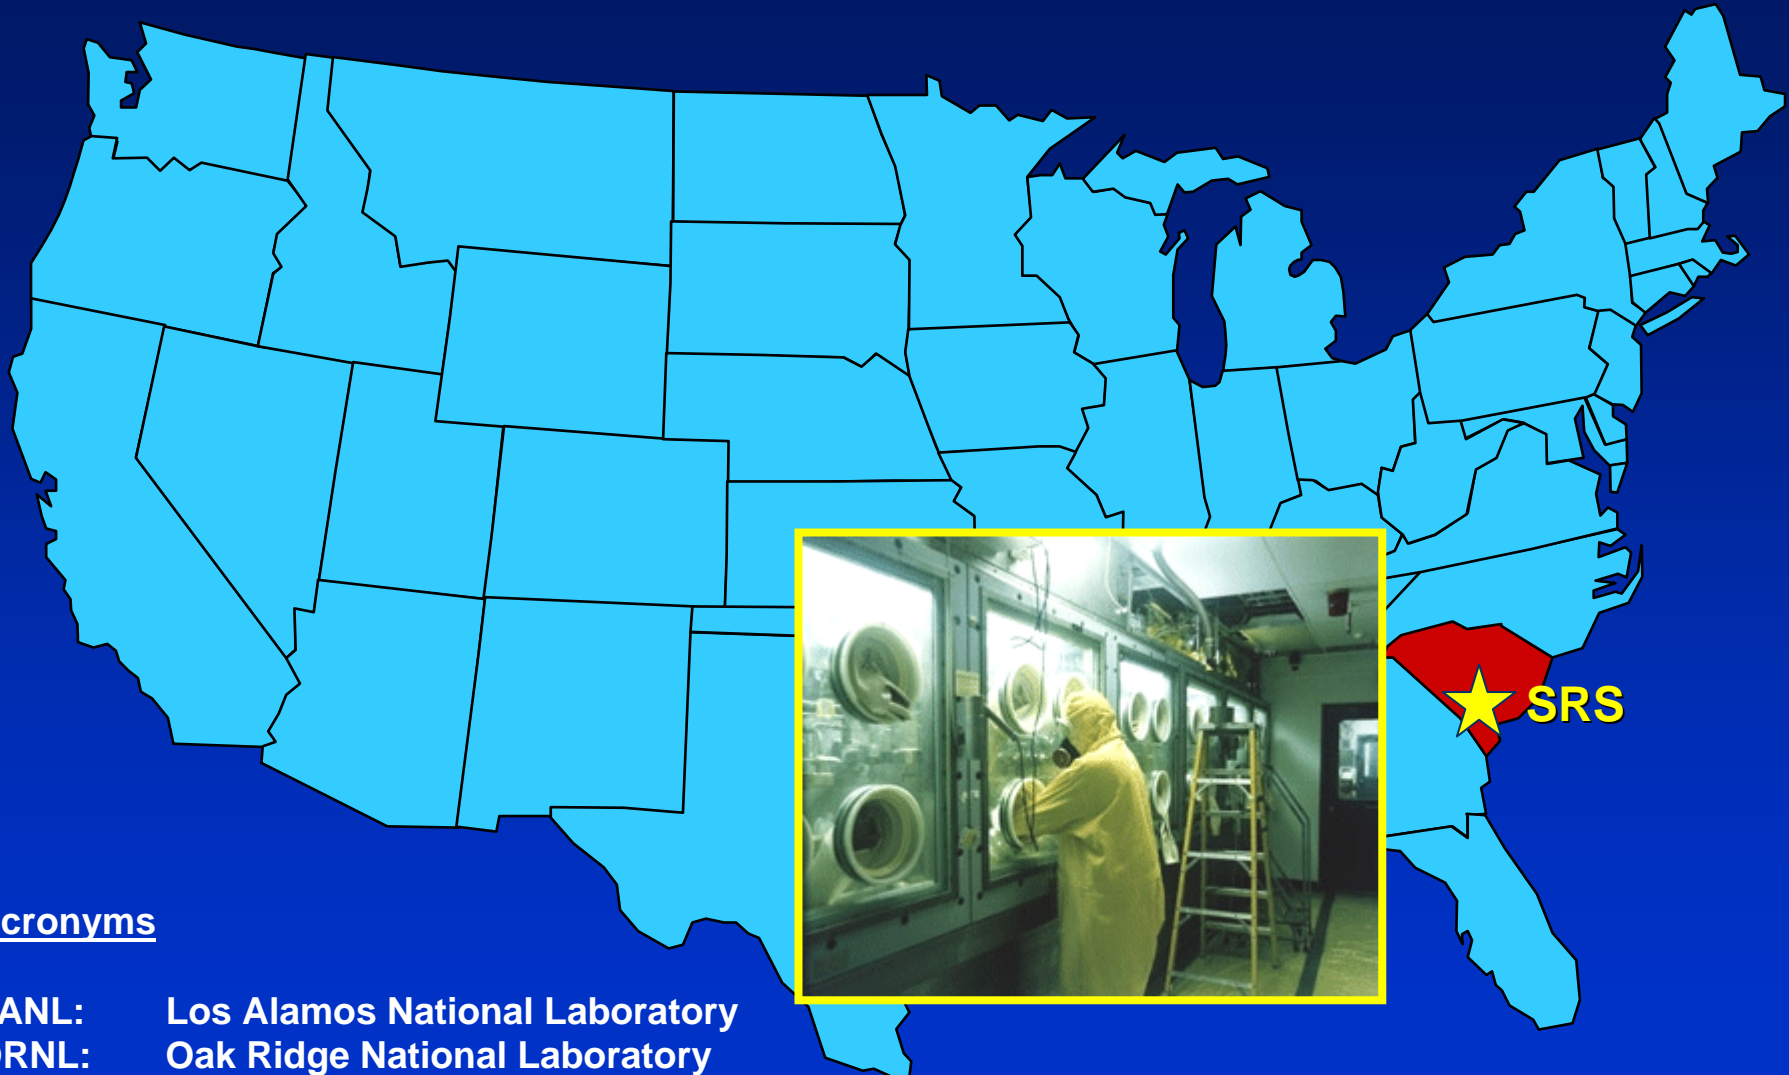 SRS
cronyms
ANL: Los Alamos National Laboratory
RNL: Oak Ridge National Laboratory